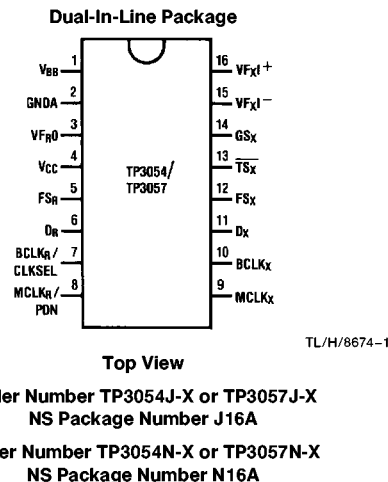 Dual-In-Line Package
VBB 1
GNDA 2
VFRO 3
VCC 4
FSR 5
DR 6
BCLKR/
CLKSEL 7
MCLKR/
PDN 8
TP3054/
TP3057
16 VFXI+
15 VFXI−
14 GSX
13 T̅S̅X̅
12 FSX
11 DX
10 BCLKX
9 MCLKX
TL/H/8674–1
Top View
Number TP3054J-X or TP3057J-X
NS Package Number J16A
Number TP3054N-X or TP3057N-X
NS Package Number N16A